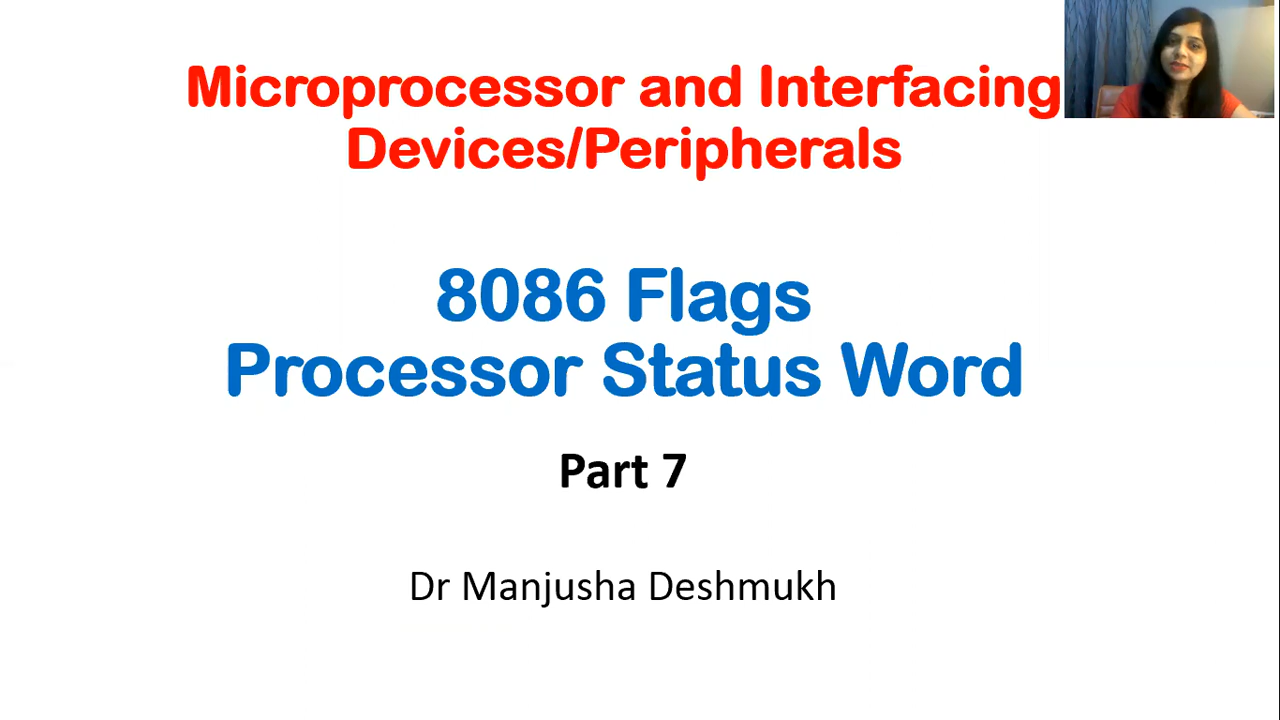 Microprocessor and Interfacing
Devices/Peripherals
8086 Flags
Processor Status Word
Part 7
Dr Manjusha Deshmukh